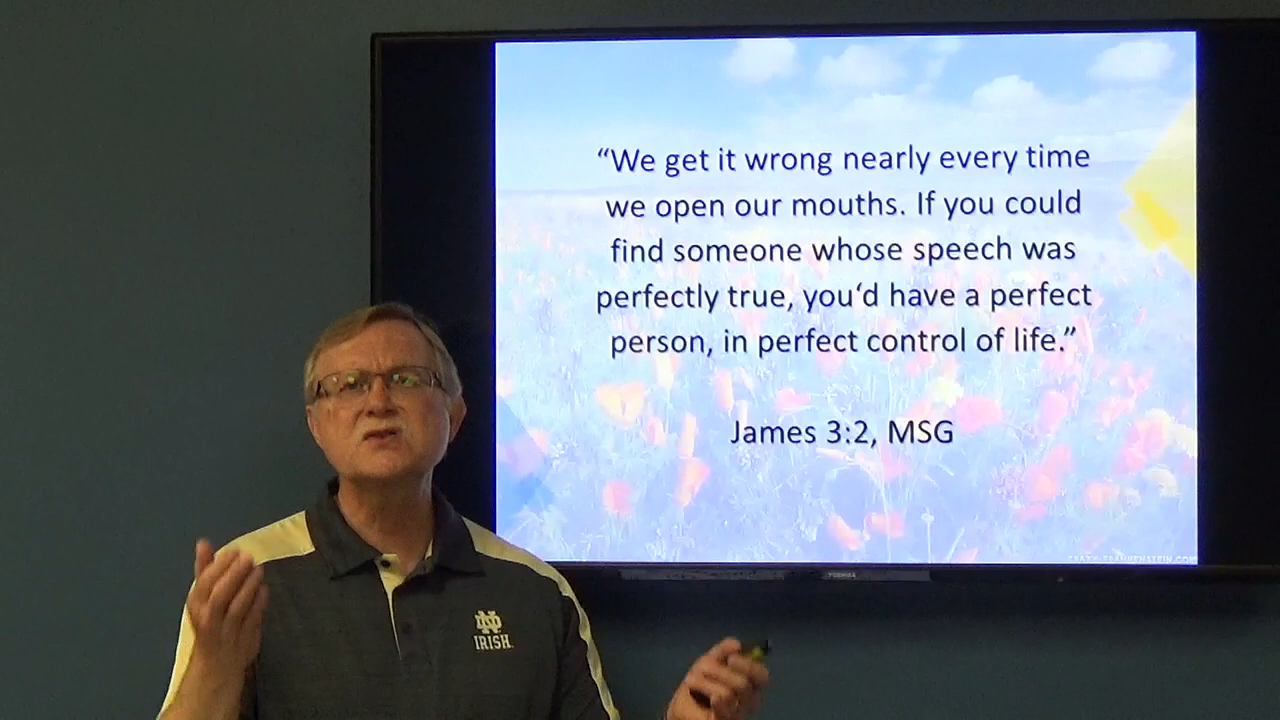 “We get it wrong nearly every time
we open our mouths. If you could
find someone whose speech was
perfectly true, you‘d have a perfect
person, in perfect control of life.”
James 3:2, MSG
TOSHIBA
ND
IRISH